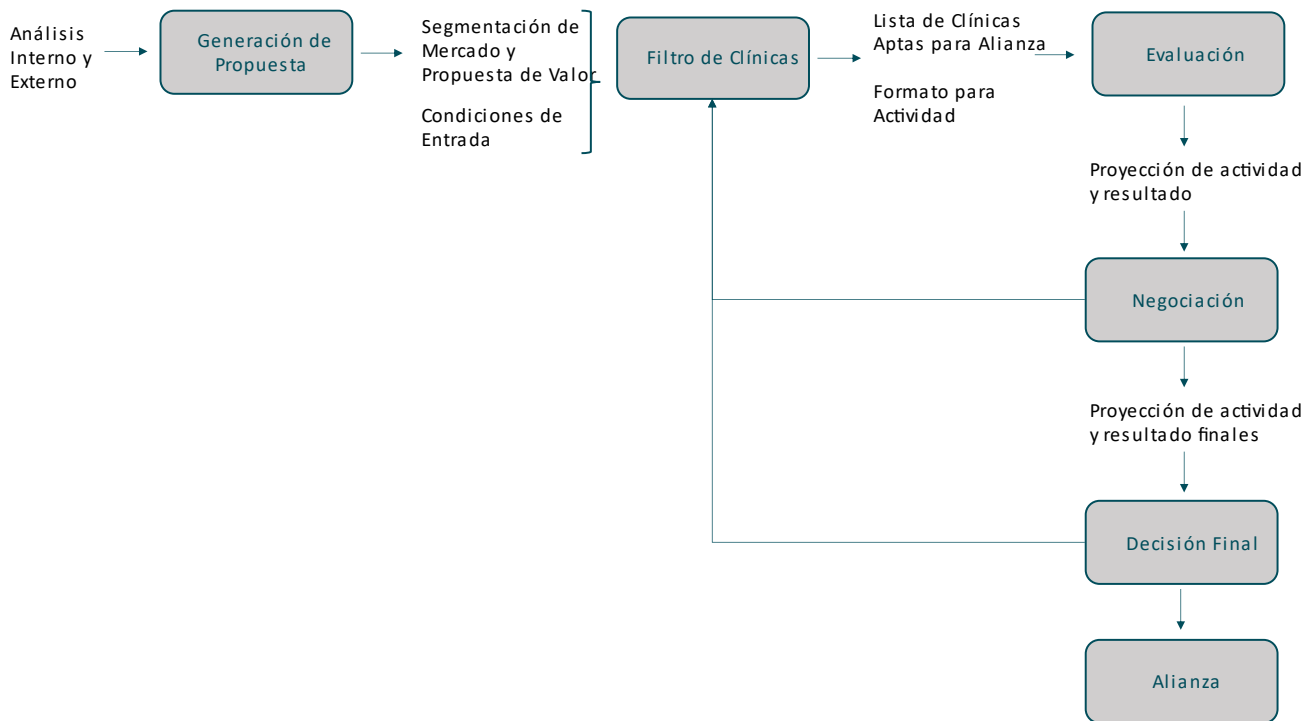 Análisis
Interno y
Externo
Generación de
Propuesta
Segmentación de
Mercado y
Propuesta de Valor
Condiciones de
Entrada
Filtro de Clínicas
Lista de Clínicas
Aptas para Alianza
Formato para
Actividad
Evaluación
Proyección de actividad
y resultado
Negociación
Proyección de actividad
y resultado finales
Decisión Final
Alianza